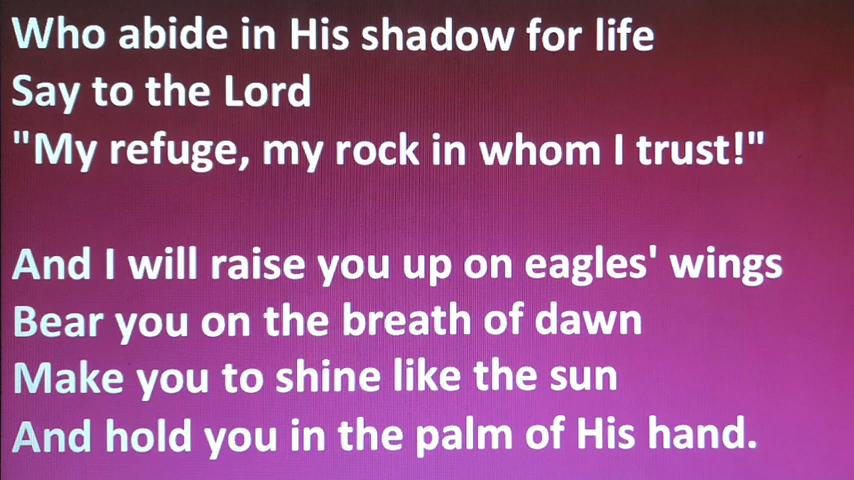 Who abide in His shadow for life
Say to the Lord
"My refuge, my rock in whom I trust!"
And I will raise you up on eagles' wings
Bear you on the breath of dawn
Make you to shine like the sun
And hold you in the palm of His hand.